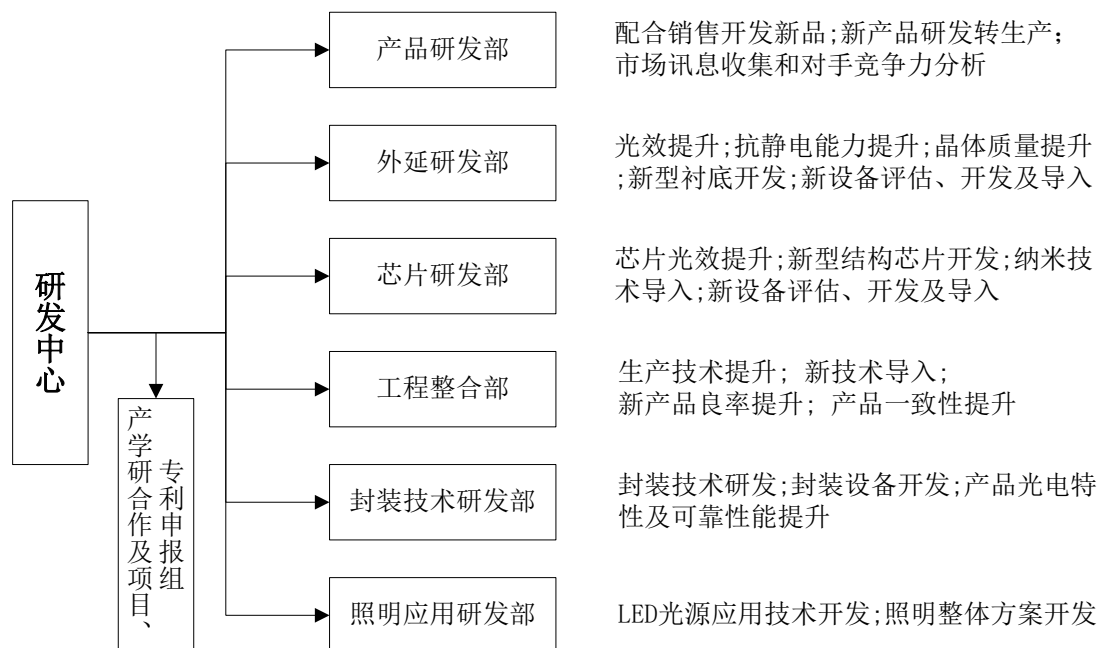 研发中心
产学研合作及项目、
专利申报组
产品研发部
配合销售开发新品;新产品研发转生产;
市场讯息收集和对手竞争力分析
外延研发部
光效提升;抗静电能力提升;晶体质量提升
;新型衬底开发;新设备评估、开发及导入
芯片研发部
芯片光效提升;新型结构芯片开发;纳米技
术导入;新设备评估、开发及导入
工程整合部
生产技术提升; 新技术导入;
新产品良率提升; 产品一致性提升
封装技术研发部
封装技术研发;封装设备开发;产品光电特
性及可靠性能提升
照明应用研发部
LED光源应用技术开发;照明整体方案开发